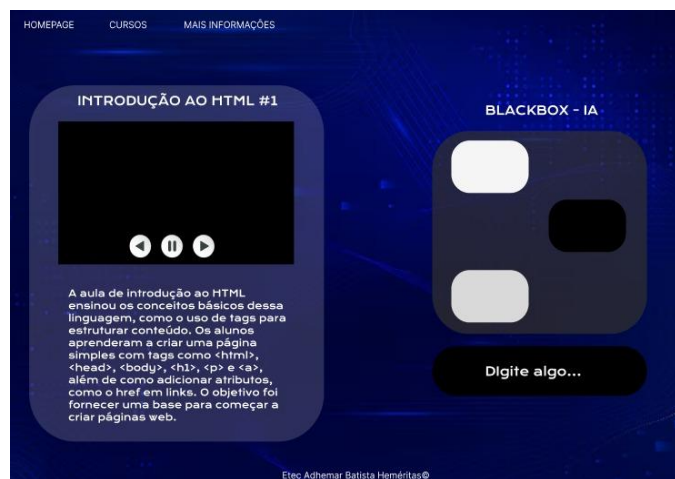 HOMEPAGE CURSOS MAIS INFORMAÇÕES
INTRODUÇÃO AO HTML #1
A aula de introdução ao HTML
ensinou os conceitos básicos dessa
linguagem, como o uso de tags para
estruturar conteúdo. Os alunos
aprenderam a criar uma página
simples com tags como <html>,
<head>, <body>, <h1>, <p> e <a>,
além de como adicionar atributos,
como o href em links. O objetivo foi
fornecer uma base para começar a
criar páginas web.
BLACKBOX - IA
DIgite algo...
Etec Adhemar Batista Heméritas©